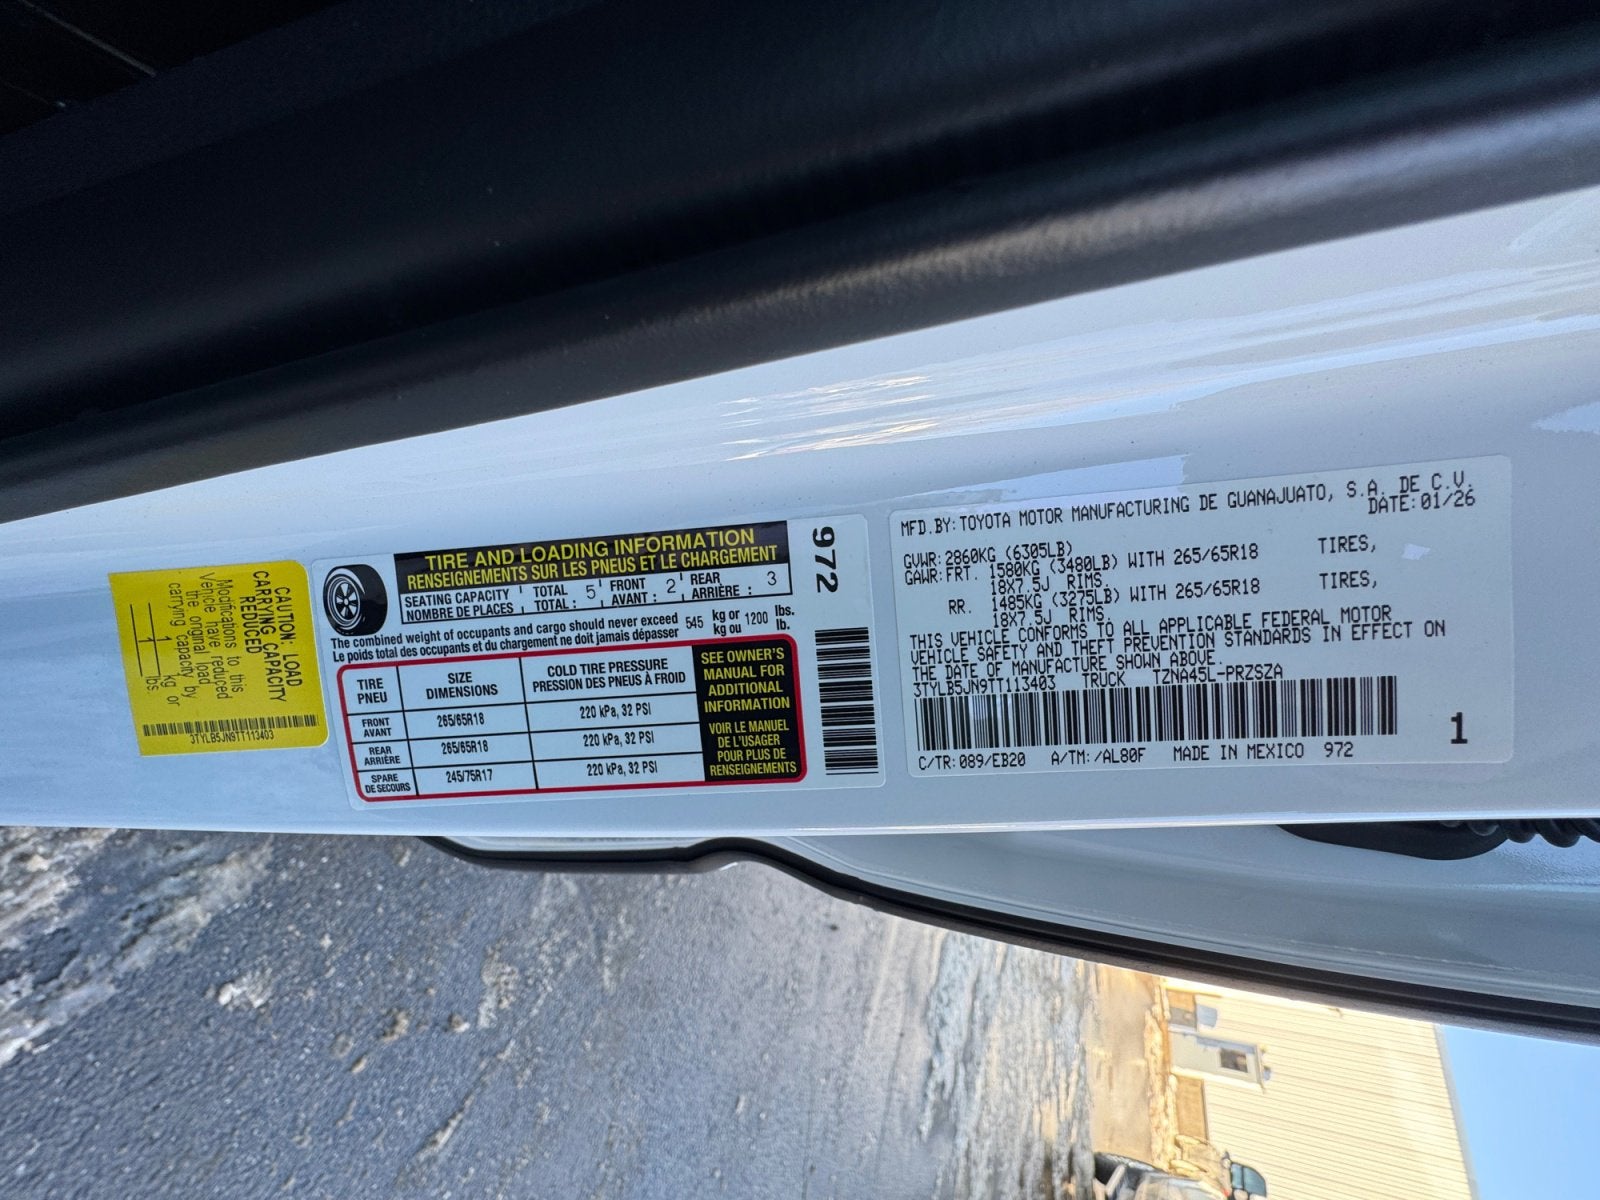 CAUTION: LOAD
CARRYING CAPACITY
REDUCED
Modifications to this
Vehicle have reduced
the original load
carrying capacity by
1 kg or
1 lbs.
3TYLB5JN9TT113403
TIRE AND LOADING INFORMATION
RENSEIGNEMENTS SUR LES PNEUS ET LE CHARGEMENT
SEATING CAPACITY TOTAL 5 FRONT 2 REAR 3
NOMBRE DE PLACES TOTAL : AVANT : ARRIÈRE :
The combined weight of occupants and cargo should never exceed 545 kg or 1200 lbs.
Le poids total des occupants et du chargement ne doit jamais dépasser kg ou lb.
TIRE SIZE COLD TIRE PRESSURE
PNEU DIMENSIONS PRESSION DES PNEUS À FROID
FRONT
AVANT 265/65R18 220 kPa, 32 PSI
REAR
ARRIÈRE 265/65R18 220 kPa, 32 PSI
SPARE
DE SECOURS 245/75R17 220 kPa, 32 PSI
SEE OWNER'S
MANUAL FOR
ADDITIONAL
INFORMATION
VOIR LE MANUEL
DE L'USAGER
POUR PLUS DE
RENSEIGNEMENTS
972
MFD.BY:TOYOTA MOTOR MANUFACTURING DE GUANAJUATO, S.A. DE C.V.
DATE:01/26
GVWR:2860KG (6305LB)
GAWR:FRT. 1580KG (3480LB) WITH 265/65R18 TIRES,
18X7.5J RIMS.
RR. 1485KG (3275LB) WITH 265/65R18 TIRES,
18X7.5J RIMS.
THIS VEHICLE CONFORMS TO ALL APPLICABLE FEDERAL MOTOR
VEHICLE SAFETY AND THEFT PREVENTION STANDARDS IN EFFECT ON
THE DATE OF MANUFACTURE SHOWN ABOVE.
3TYLB5JN9TT113403 TRUCK TZNA45L-PRZSZA
C/TR:089/EB20 A/TM:/AL80F MADE IN MEXICO 972
1